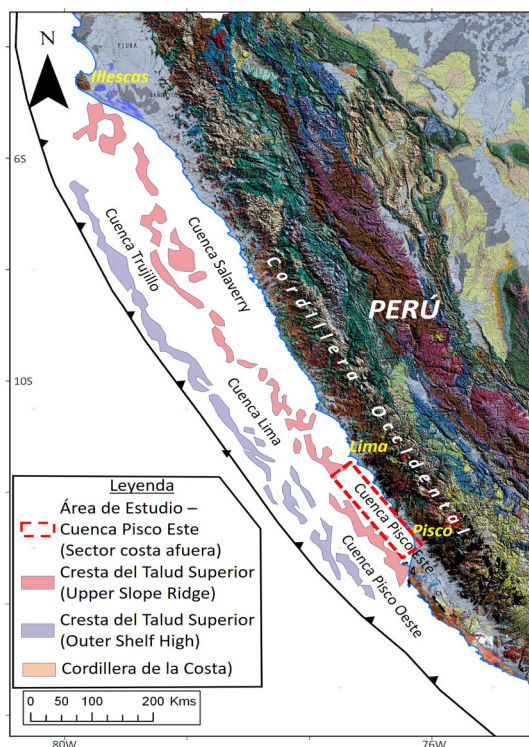 N
PIURA
Illescas
6S
Cuenca Trujillo
Cuenca Salaverry
Cordillera Occidental
PERÚ
10S
Cuenca Lima
Lima
Cuenca Pisco Este
Pisco
Cuenca Pisco Oeste
Leyenda
Área de Estudio –
Cuenca Pisco Este
(Sector costa afuera)
Cresta del Talud Superior
(Upper Slope Ridge)
Cresta del Talud Superior
(Outer Shelf High)
Cordillera de la Costa)
0 50 100 200 Kms
80W
76W